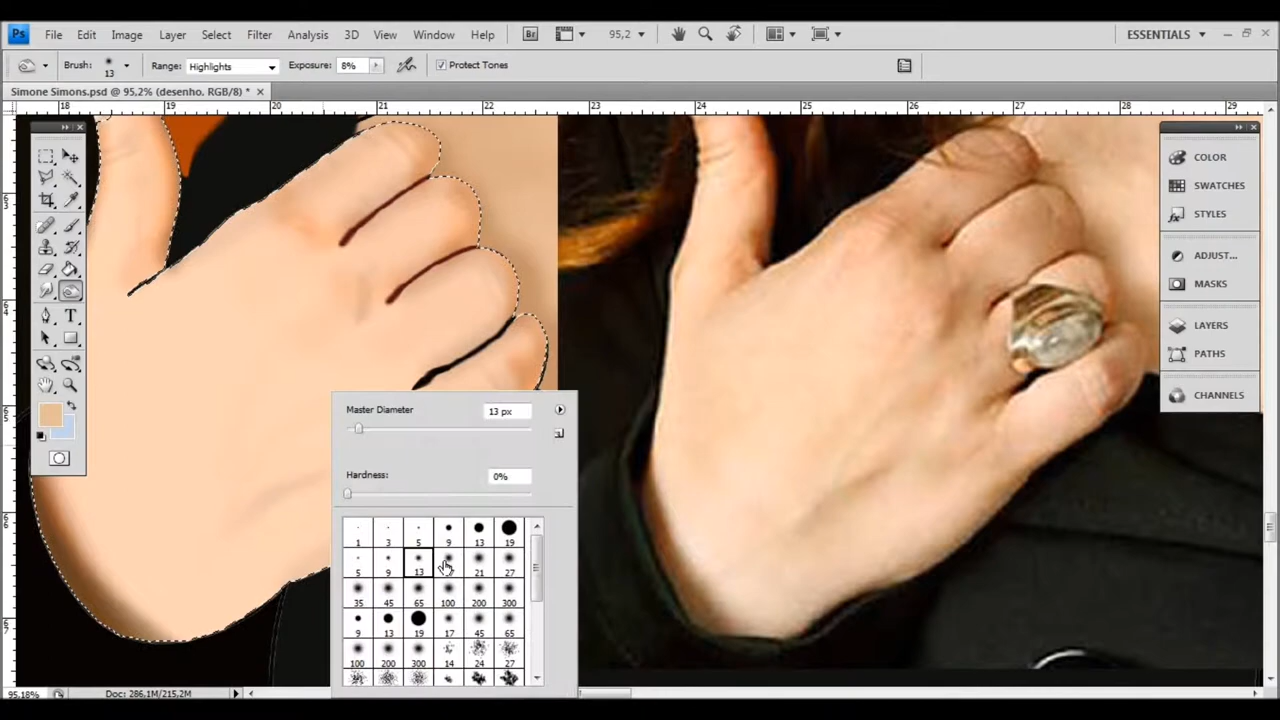 Ps File Edit Image Layer Select Filter Analysis 3D View Window Help Br 95,2 ESSENTIALS
Brush: 13 Range: Highlights Exposure: 8% Protect Tones
Simone Simons.psd @ 95,2% (desenho, RGB/8) *
18 19 20 21 22 23 24 25 26 27 28 29
COLOR
SWATCHES
STYLES
ADJUST...
MASKS
LAYERS
PATHS
CHANNELS
T
Master Diameter 13 px
Hardness: 0%
1 3 5 9 13 19
5 9 13 21 27
35 45 65 100 200 300
9 13 19 17 45 65
100 200 300 14 24 27
95.18% Doc: 286,1M/215,2M